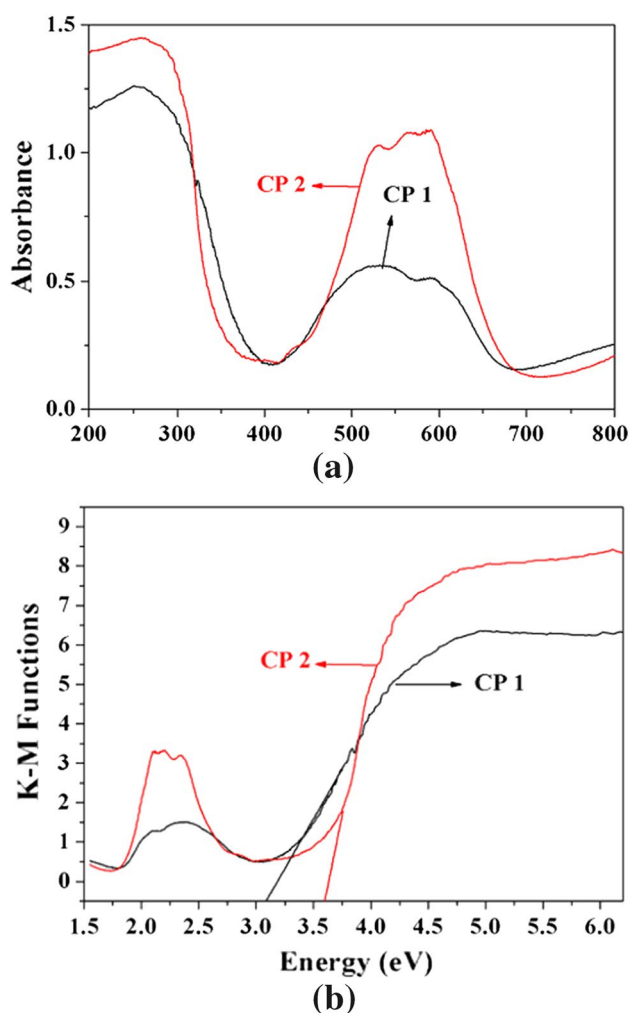 1.5
1.0
0.5
0.0
Absorbance
CP 2
CP 1
200 300 400 500 600 700 800
(a)
9
8
7
6
5
4
3
2
1
0
K-M Functions
CP 2
CP 1
1.5 2.0 2.5 3.0 3.5 4.0 4.5 5.0 5.5 6.0
Energy (eV)
(b)